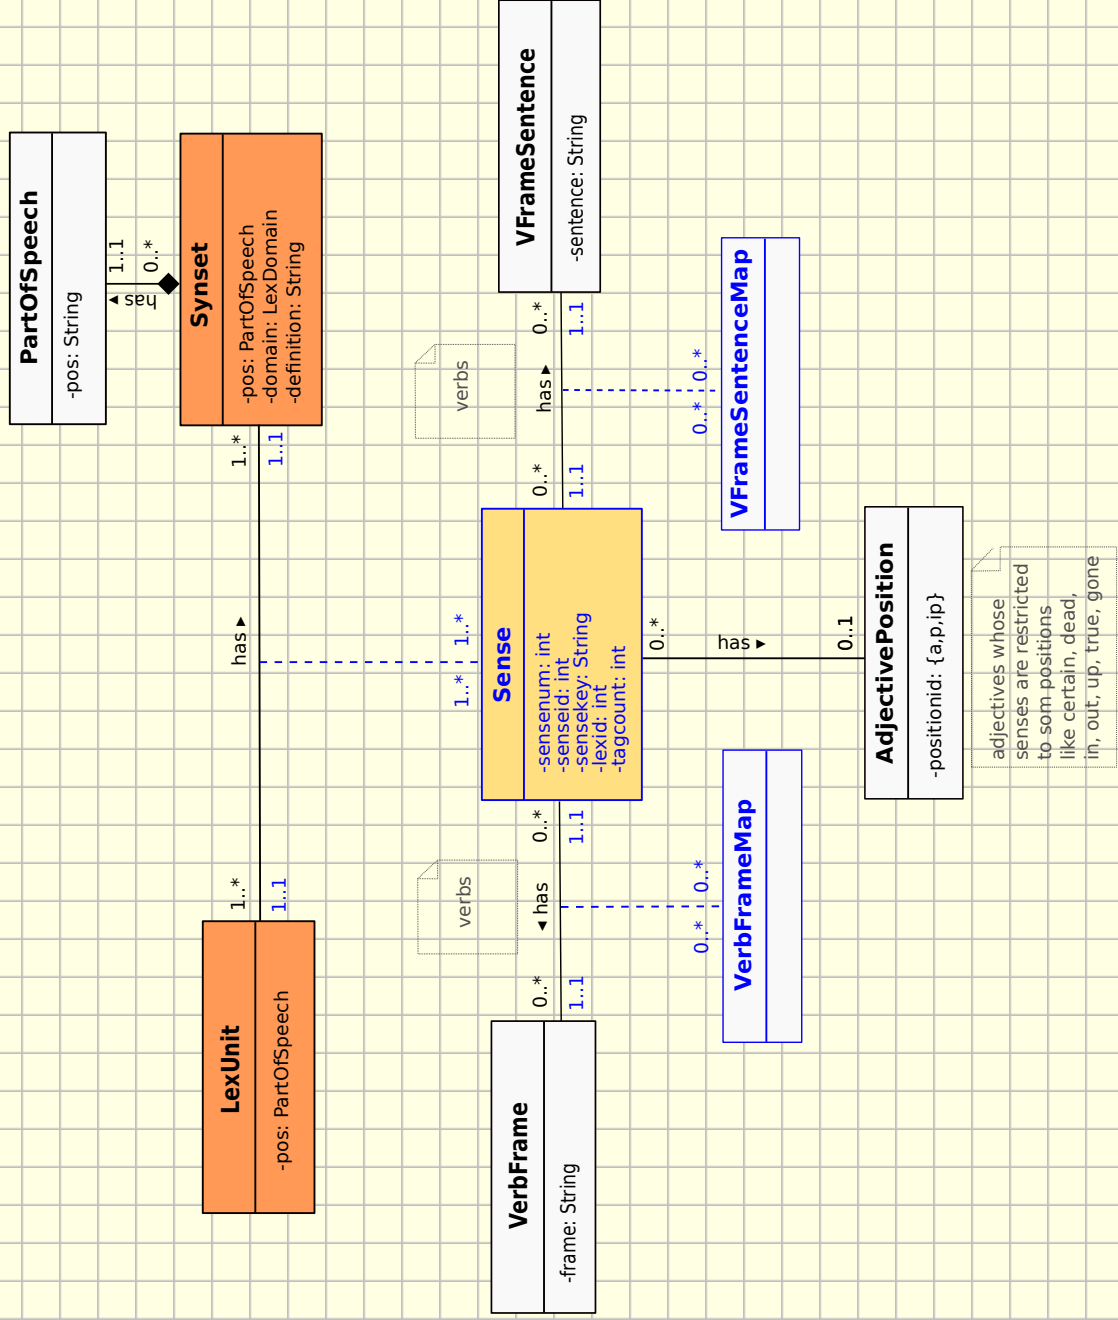 PartOfSpeech
-pos: String
1..1
0..*
has ▶
Synset
-pos: PartOfSpeech
-domain: LexDomain
-definition: String
LexUnit
-pos: PartOfSpeech
1..*
1..1
has ▶
1..*
1..1
1..*
1..*
Sense
-sensenum: int
-senseid: int
-sensekey: String
-lexid: int
-tagcount: int
verbs
0..*
1..1
◀ has
0..*
1..1
VerbFrame
-frame: String
0..*
0..*
VerbFrameMap
verbs
0..*
1..1
has ▶
0..*
1..1
VFrameSentence
-sentence: String
0..*
0..*
VFrameSentenceMap
0..*
has ▶
0..1
AdjectivePosition
-positionid: {a,p,ip}
adjectives whose
senses are restricted
to som positions
like certain, dead,
in, out, up, true, gone